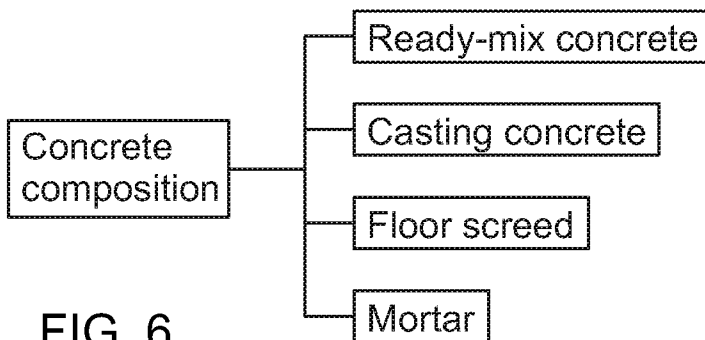 Ready-mix concrete
Casting concrete
Concrete
composition
Floor screed
Mortar
FIG. 6